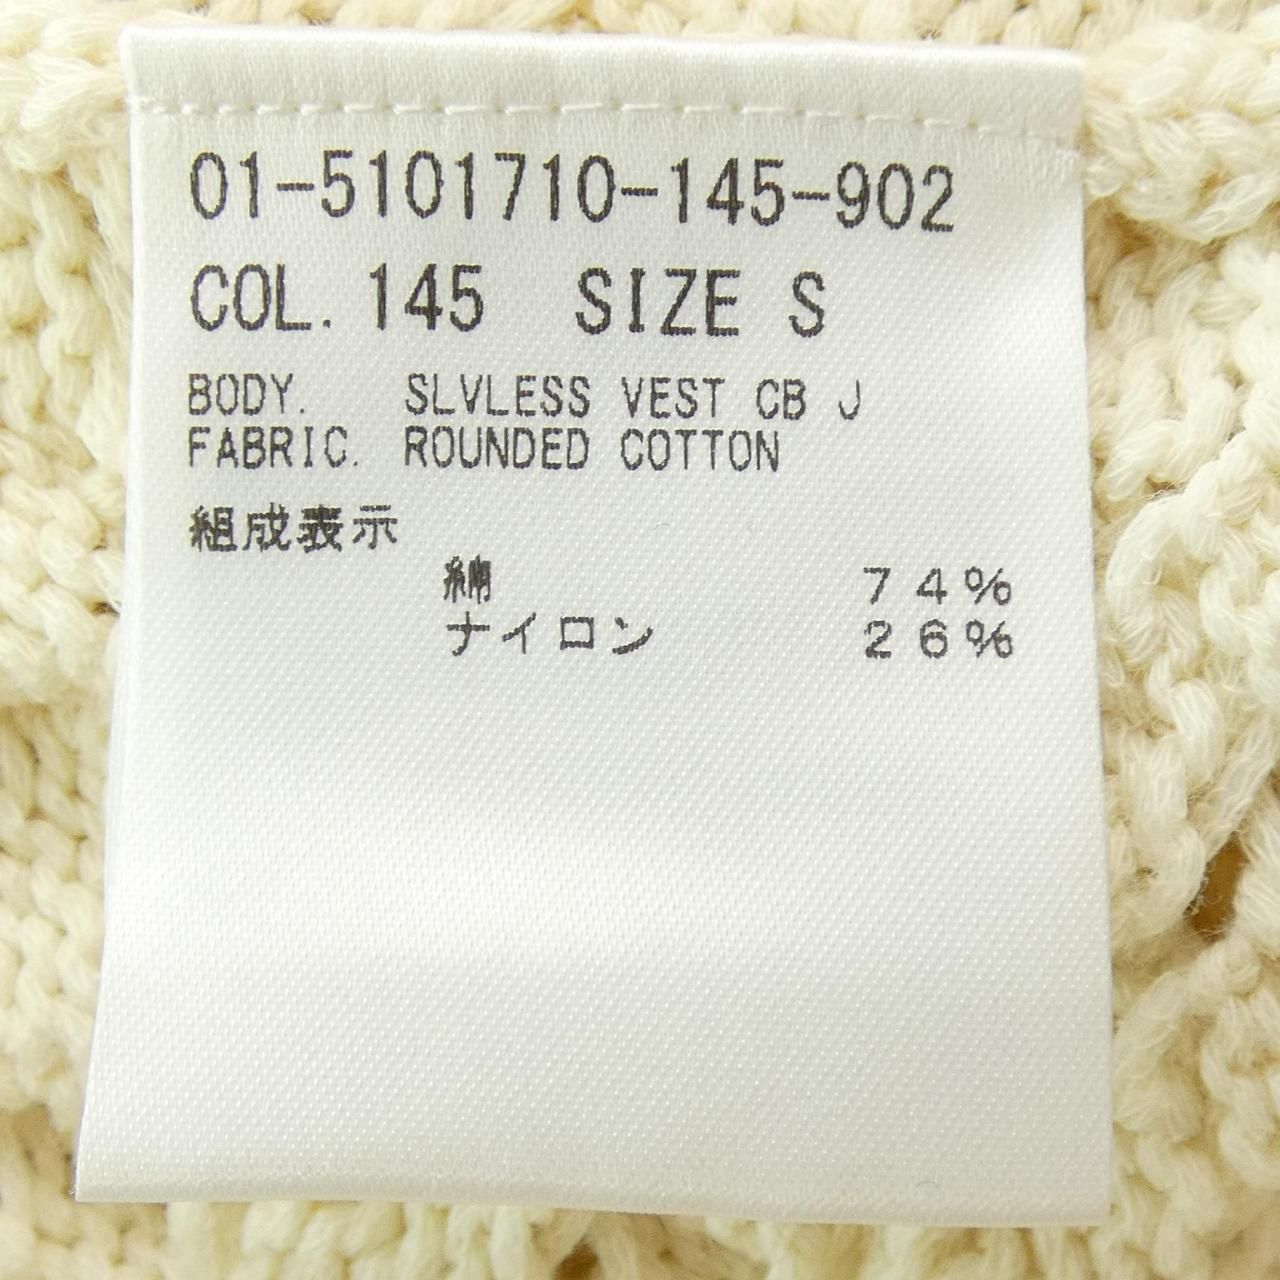 01-5101710-145-902
COL. 145 SIZE S
BODY. SLVLESS VEST CB J
FABRIC. ROUNDED COTTON
組成表示
綿 74%
ナイロン 26%